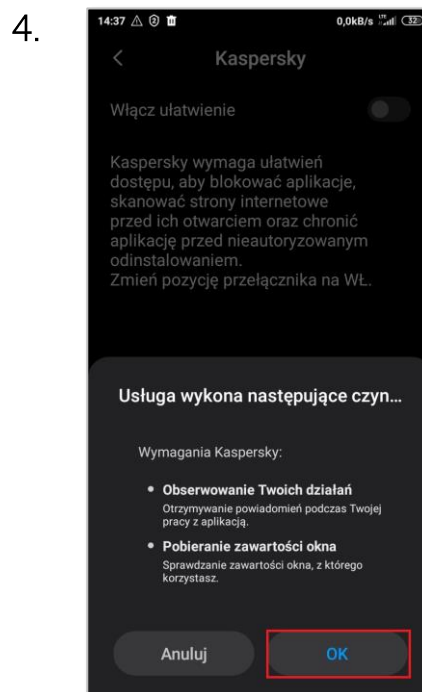 4.
14:37 0,0kB/s LTE 32
Kaspersky
Włącz ułatwienie
Kaspersky wymaga ułatwień
dostępu, aby blokować aplikacje,
skanować strony internetowe
przed ich otwarciem oraz chronić
aplikację przed nieautoryzowanym
odinstalowaniem.
Zmień pozycję przełącznika na WŁ.
Usługa wykona następujące czyn...
Wymagania Kaspersky:
• Obserwowanie Twoich działań
Otrzymywanie powiadomień podczas Twojej
pracy z aplikacją.
• Pobieranie zawartości okna
Sprawdzanie zawartości okna, z którego
korzystasz.
Anuluj OK